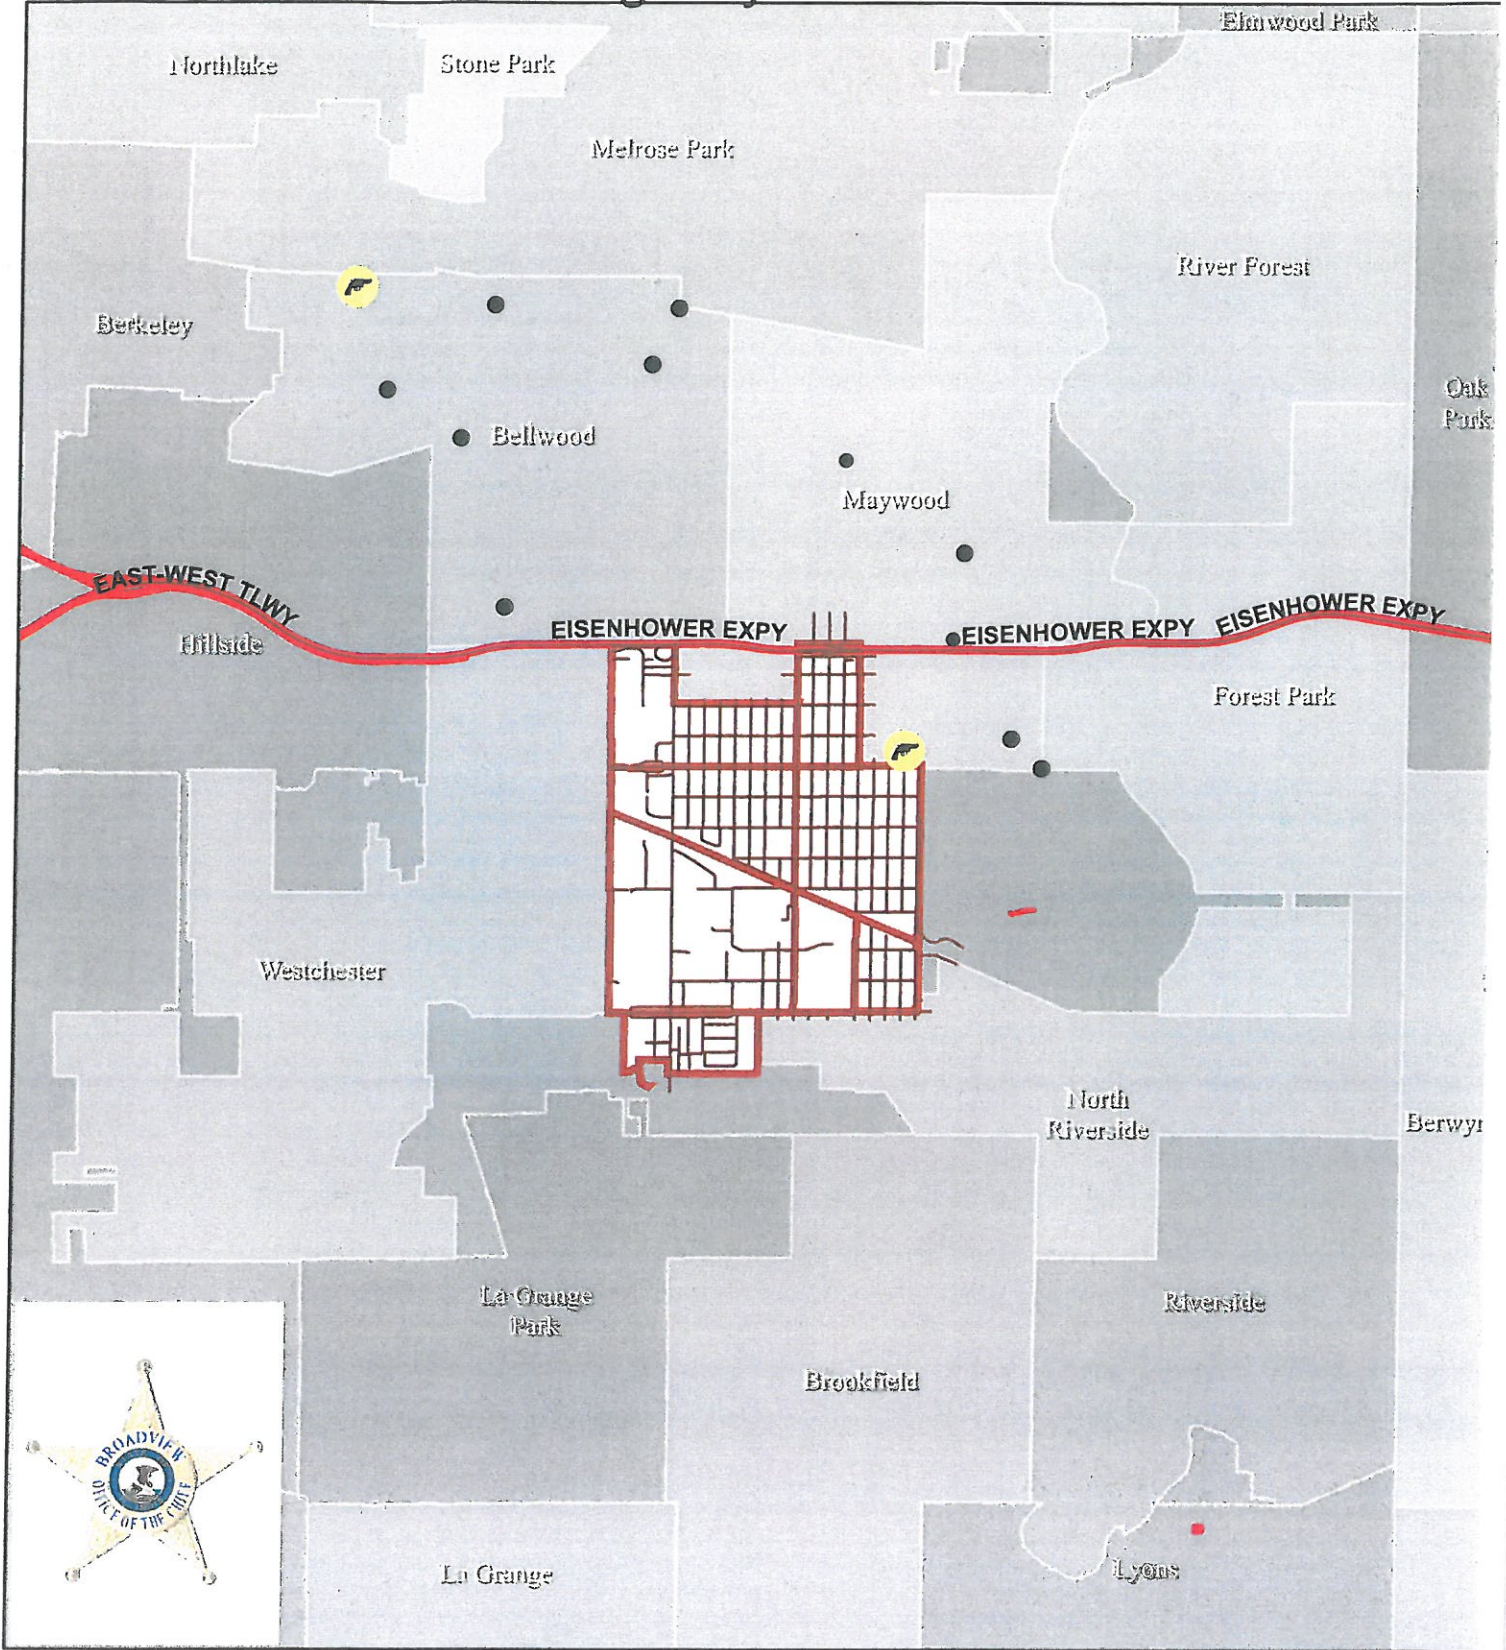 Elmwood Park
Northlake
Stone Park
Melrose Park
River Forest
Berkeley
Oak
Park
Bellwood
Maywood
EAST-WEST TLWY
EISENHOWER EXPY
EISENHOWER EXPY
EISENHOWER EXPY
Hillside
Forest Park
Westchester
North
Riverside
Berwyn
La Grange
Park
Riverside
Brookfield
BROADVIEW
OFFICE OF THE CHIEF
La Grange
Lyons